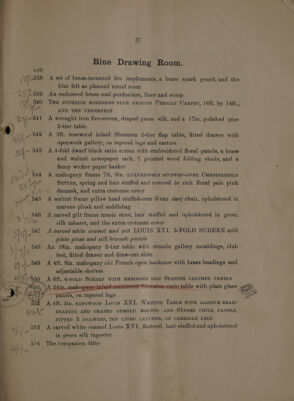 37
Blue Drawing Room.
LOT
538 A set of brass-mounted fire implements, a brass spark guard, and the
blue felt as planned round room
539 An embossed brass coal perdonium, liner and scoop
540 THE SUPERIOR BORDERED BLUE GROUND PERSIAN CARPET, 16ft. by 14ft.,
AND THE UNDERFELT
541 A wrought iron fire-screen, draped green silk, and a 17in. polished pine
2-tier table
542 A 3ft. rosewood inlaid Sheraton 2-tier flap table, fitted drawer with
openwork gallery, on tapered legs and castors
543 A 4-fold dwarf black satin screen with embroidered floral panels, a brass
and walnut newspaper rack, 2 painted wood folding stools, and a
fancy wicker paper basket
544 A mahogany frame 7ft. 6in. LUXURIOUSLY STUFFED-OVER CHESTERFIELD
SETTEE, spring and hair stuffed and covered in rich floral pale pink
damask, and extra cretonne cover
545 A walnut frame pillow head stuffed-over divan easy chair, upholstered in
maroon plush and saddlebag
546 A carved gilt frame music stool, hair stuffed and upholstered in green
silk tabaret, and the extra cretonne cover
547 A carved white enamel and gilt LOUIS XVI. 3-FOLD SCREEN with
plate glass and silk brocade panels
548 An 18in. mahogany 2-tier table with ormolu gallery mouldings, club
feet, fitted drawer and draw-out slide
549 A 4ft. 9in. mahogany old French open bookcase with brass beadings and
adjustable shelves
550 A 6ft. 4-FOLD SCREEN WITH EMBOSSED OLD SPANISH LEATHER PANELS
551 A 24in. mahogany inlaid satinwood Sheraton curio table with plate glass
panels, on tapered legs
552 A 4ft. 3in. KINGWOOD LOUIS XVI. WRITING TABLE WITH MASSIVE BRASS
BEADING AND CHASED ORMOLU MOUNTS AND SÈVRES CHINA PANELS,
FITTED 3 DRAWERS, TOP LINED LEATHER, ON CABRIOLE LEGS
553 A carved white enamel Louis XVI. fauteuil, hair stuffed and upholstered
in green silk tapestry
554 The companion ditto